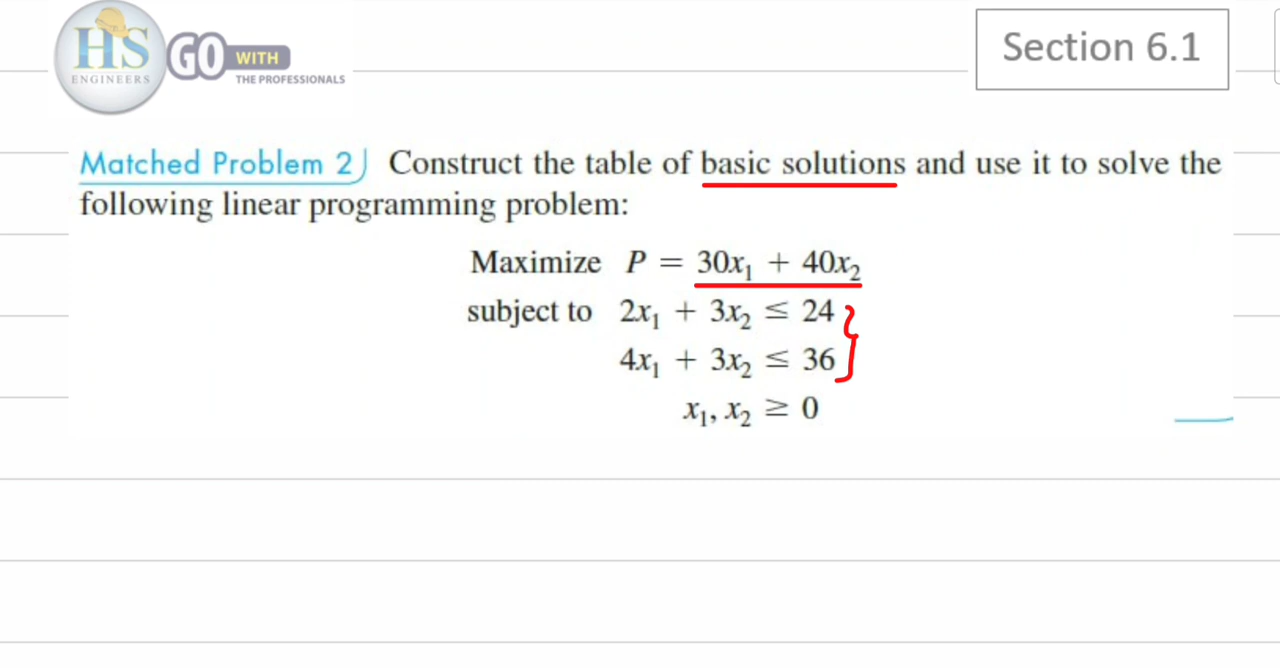 HS
ENGINEERS
GO WITH
THE PROFESSIONALS
Section 6.1
Matched Problem 2 Construct the table of basic solutions and use it to solve the
following linear programming problem:
Maximize P = 30x₁ + 40x₂
subject to 2x₁ + 3x₂ ≤ 24
4x₁ + 3x₂ ≤ 36
x₁, x₂ ≥ 0